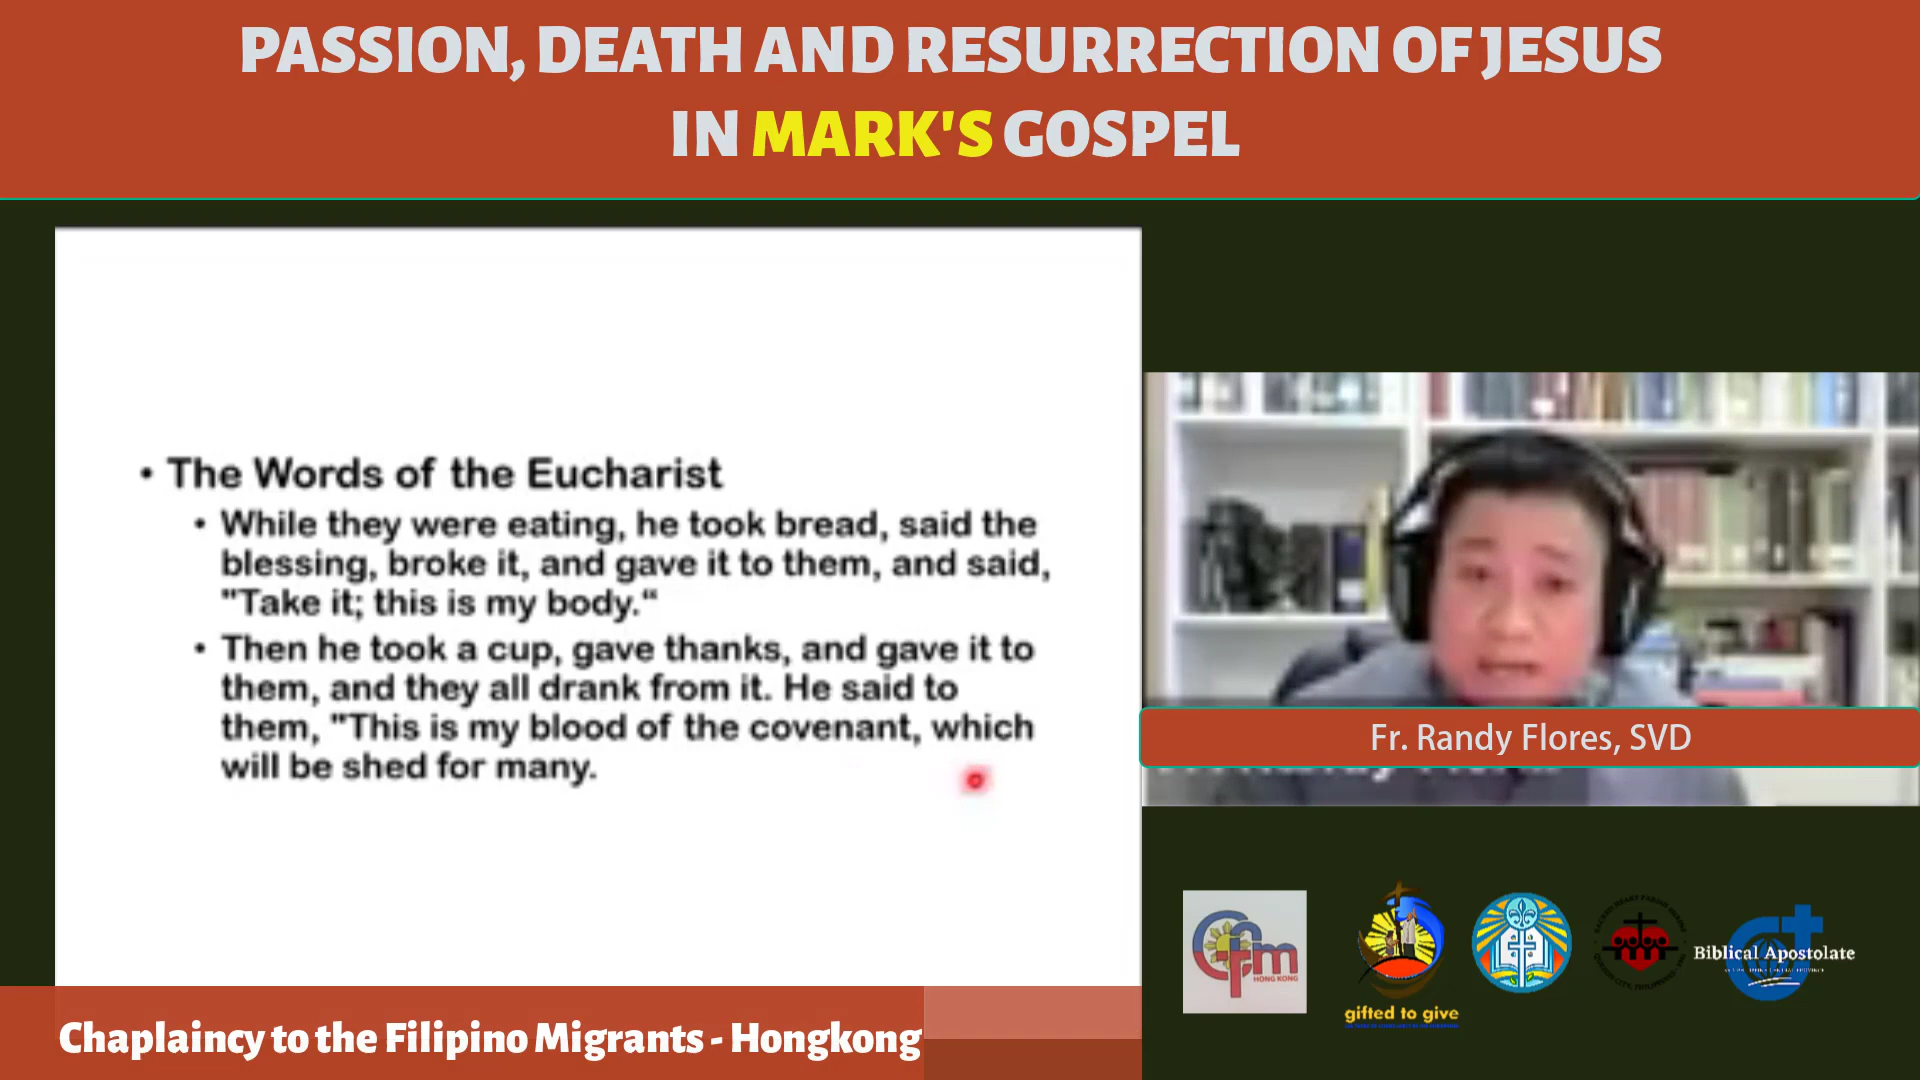 PASSION, DEATH AND RESURRECTION OF JESUS
IN MARK'S GOSPEL
• The Words of the Eucharist
• While they were eating, he took bread, said the
blessing, broke it, and gave it to them, and said,
"Take it; this is my body.“
• Then he took a cup, gave thanks, and gave it to
them, and they all drank from it. He said to
them, "This is my blood of the covenant, which
will be shed for many.
Fr. Randy Flores, SVD
cfm
HONG KONG
gifted to give
Biblical Apostolate
Chaplaincy to the Filipino Migrants - Hongkong